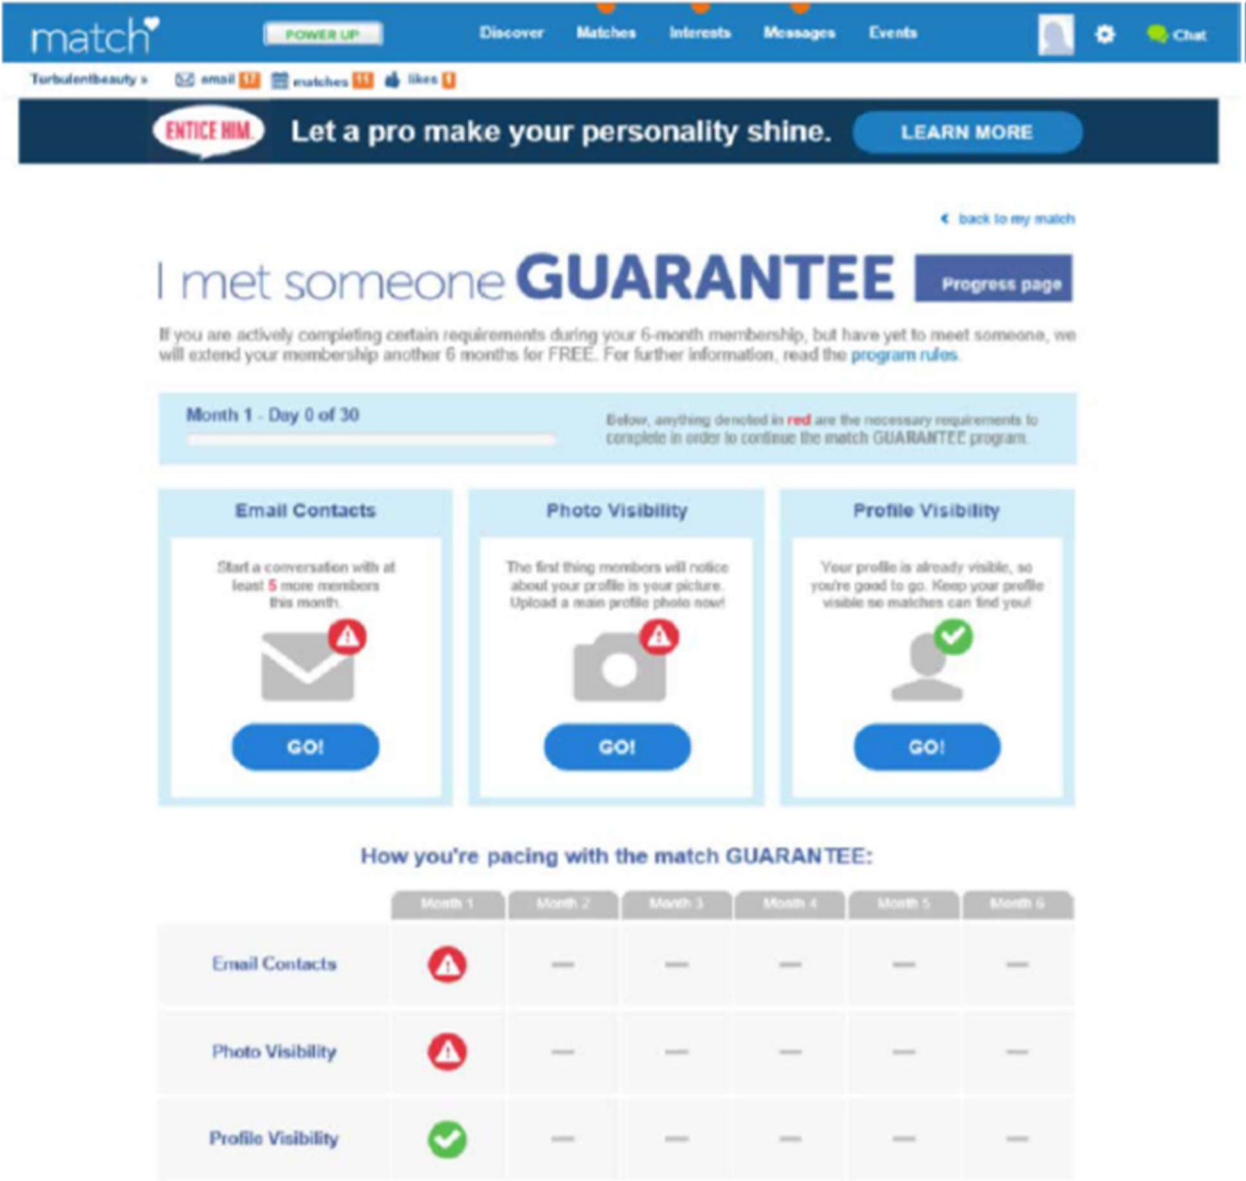 match
POWER UP
Discover Matches Interests Messages Events
Chat
Turbulentbeauty » email 17 matches 11 likes 1
ENTICE HIM. Let a pro make your personality shine. LEARN MORE
back to my match
I met someone GUARANTEE Progress page
If you are actively completing certain requirements during your 6-month membership, but have yet to meet someone, we
will extend your membership another 6 months for FREE. For further information, read the program rules.
Month 1 - Day 0 of 30
Below, anything denoted in red are the necessary requirements to
complete in order to continue the match GUARANTEE program.
Email Contacts
Start a conversation with at
least 5 more members
this month.
GO!
Photo Visibility
The first thing members will notice
about your profile is your picture.
Upload a main profile photo now!
GO!
Profile Visibility
Your profile is already visible, so
you're good to go. Keep your profile
visible so matches can find you!
GO!
How you're pacing with the match GUARANTEE:
Month 1 Month 2 Month 3 Month 4 Month 5 Month 6
Email Contacts — — — — —
Photo Visibility — — — — —
Profile Visibility — — — — —